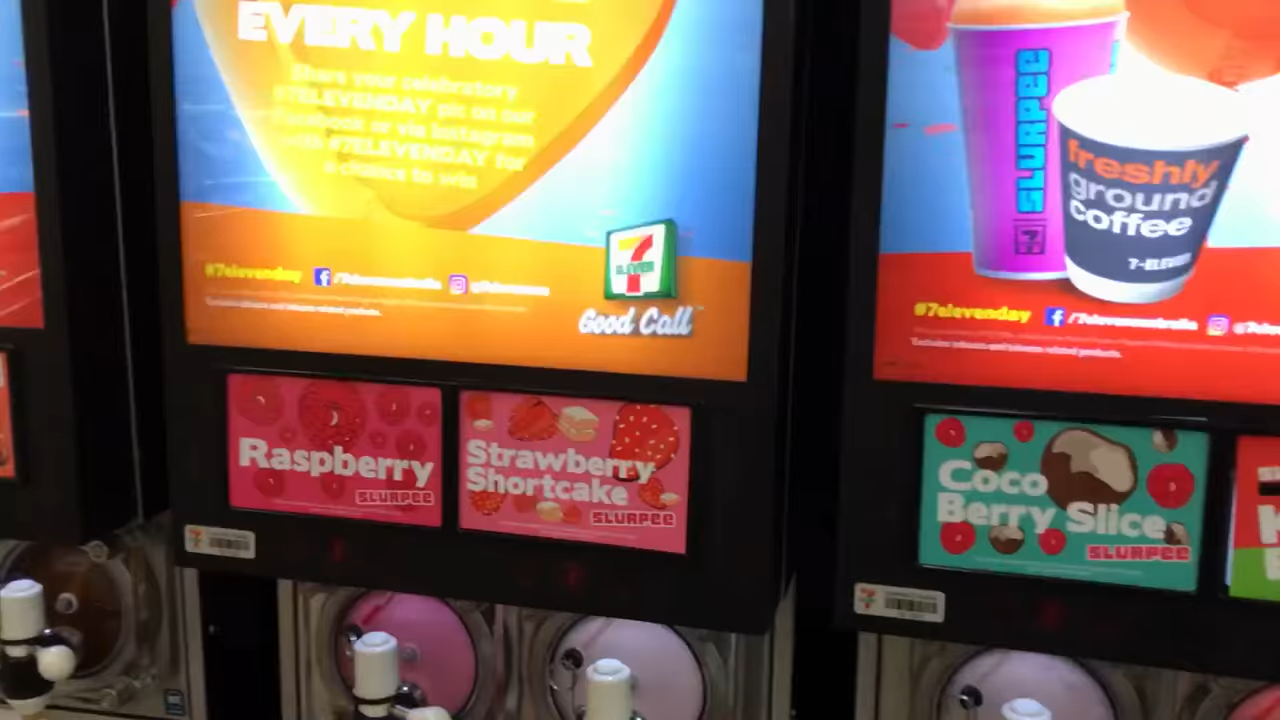 EVERY HOUR
Share your celebratory
#7ELEVENDAY pic on our
Facebook or via Instagram
with #7ELEVENDAY for
a chance to win
#7elevenday
7
ELEVEN
Good Call
Raspberry
SLURPEE
Strawberry
Shortcake
SLURPEE
SLURPEE
freshly
ground
coffee
7-ELEVEN
#7elevenday
/7elevenaustralia
Coco
Berry Slice
SLURPEE